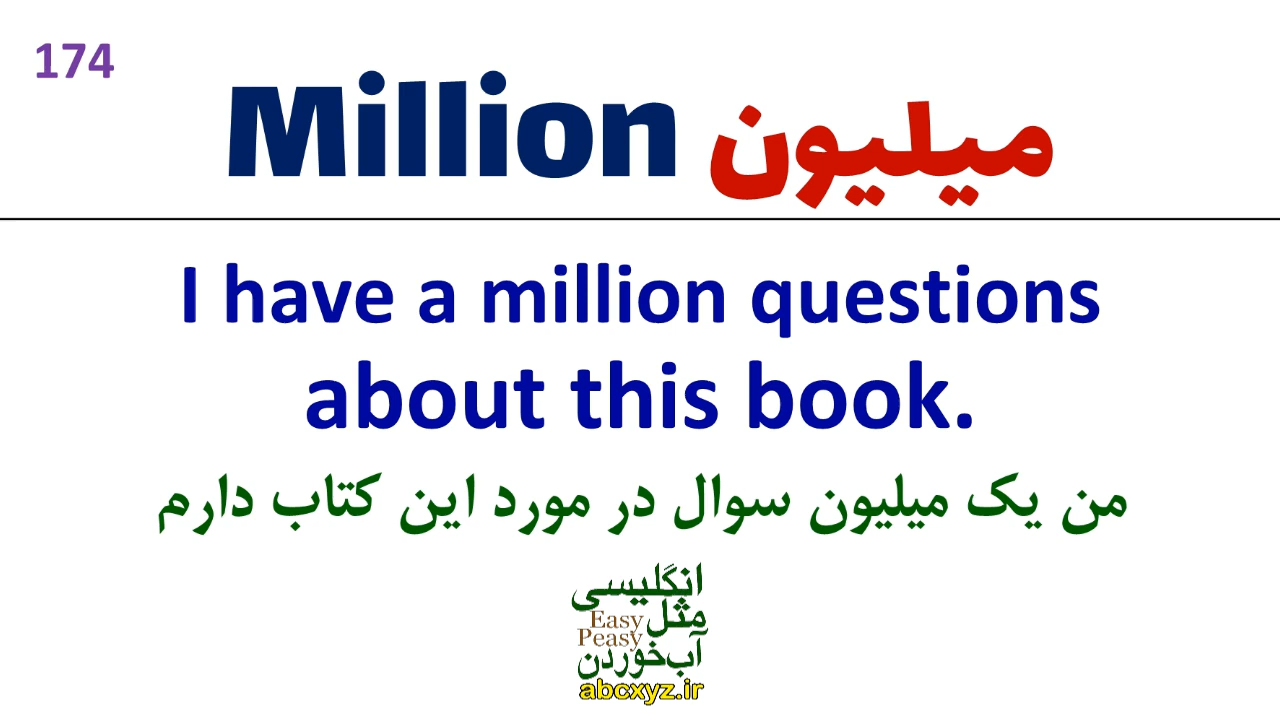 174
Million میلیون
I have a million questions
about this book.
من یک میلیون سوال در مورد این کتاب دارم
انگلیسی
مثل Easy
Peasy
آب‌خوردن
abcxyz.ir